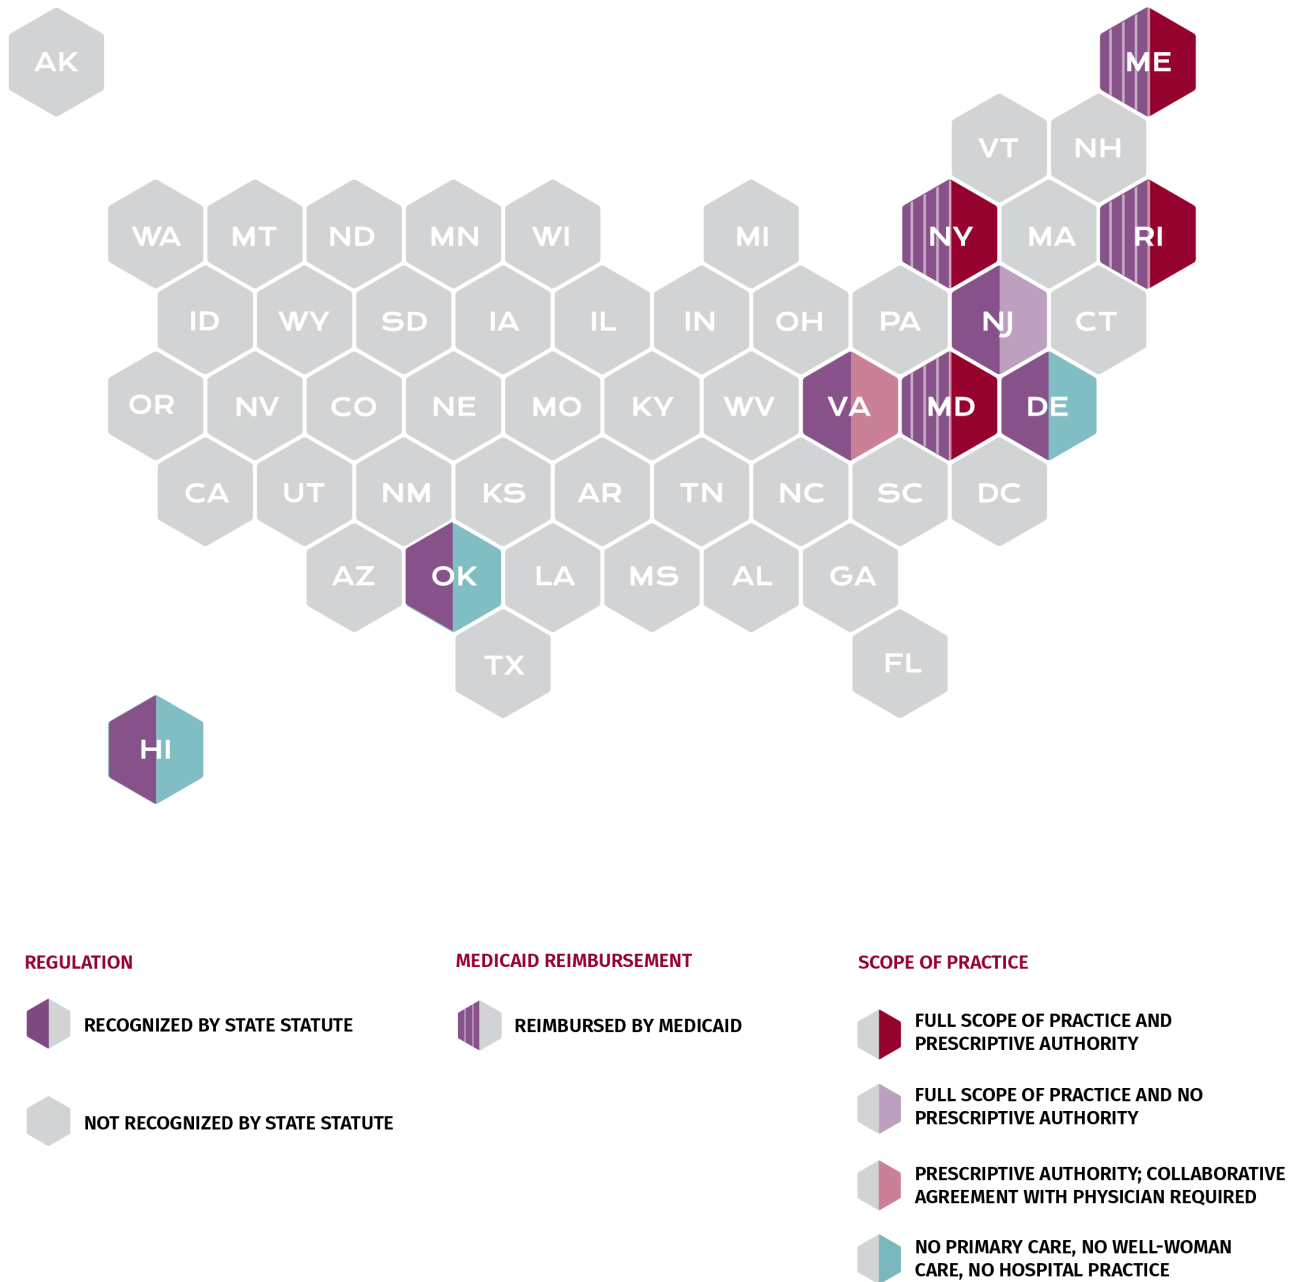 AK
ME
VT
NH
WA
MT
ND
MN
WI
MI
NY
MA
RI
ID
WY
SD
IA
IL
IN
OH
PA
NJ
CT
OR
NV
CO
NE
MO
KY
WV
VA
MD
DE
CA
UT
NM
KS
AR
TN
NC
SC
DC
AZ
OK
LA
MS
AL
GA
TX
FL
HI
REGULATION
RECOGNIZED BY STATE STATUTE
NOT RECOGNIZED BY STATE STATUTE
MEDICAID REIMBURSEMENT
REIMBURSED BY MEDICAID
SCOPE OF PRACTICE
FULL SCOPE OF PRACTICE AND
PRESCRIPTIVE AUTHORITY
FULL SCOPE OF PRACTICE AND NO
PRESCRIPTIVE AUTHORITY
PRESCRIPTIVE AUTHORITY; COLLABORATIVE
AGREEMENT WITH PHYSICIAN REQUIRED
NO PRIMARY CARE, NO WELL-WOMAN
CARE, NO HOSPITAL PRACTICE